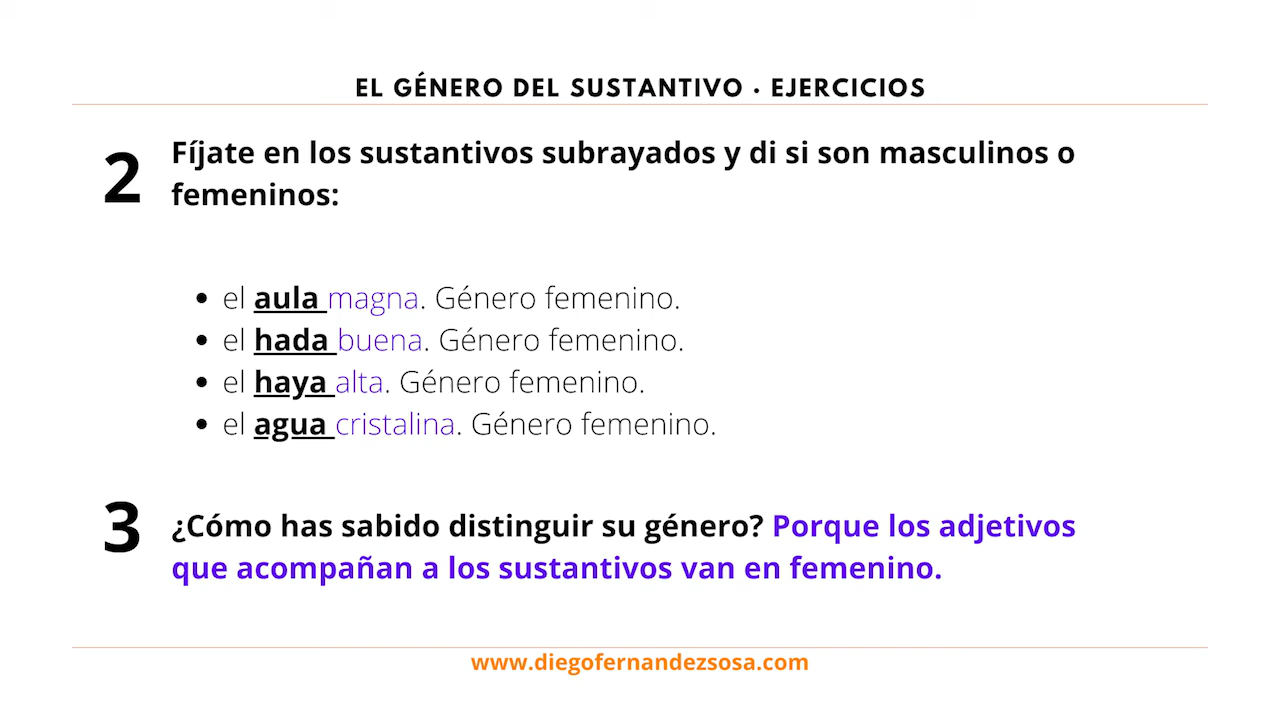 EL GÉNERO DEL SUSTANTIVO · EJERCICIOS
2
Fíjate en los sustantivos subrayados y di si son masculinos o
femeninos:
• el aula magna. Género femenino.
• el hada buena. Género femenino.
• el haya alta. Género femenino.
• el agua cristalina. Género femenino.
3
¿Cómo has sabido distinguir su género? Porque los adjetivos
que acompañan a los sustantivos van en femenino.
www.diegofernandezsosa.com